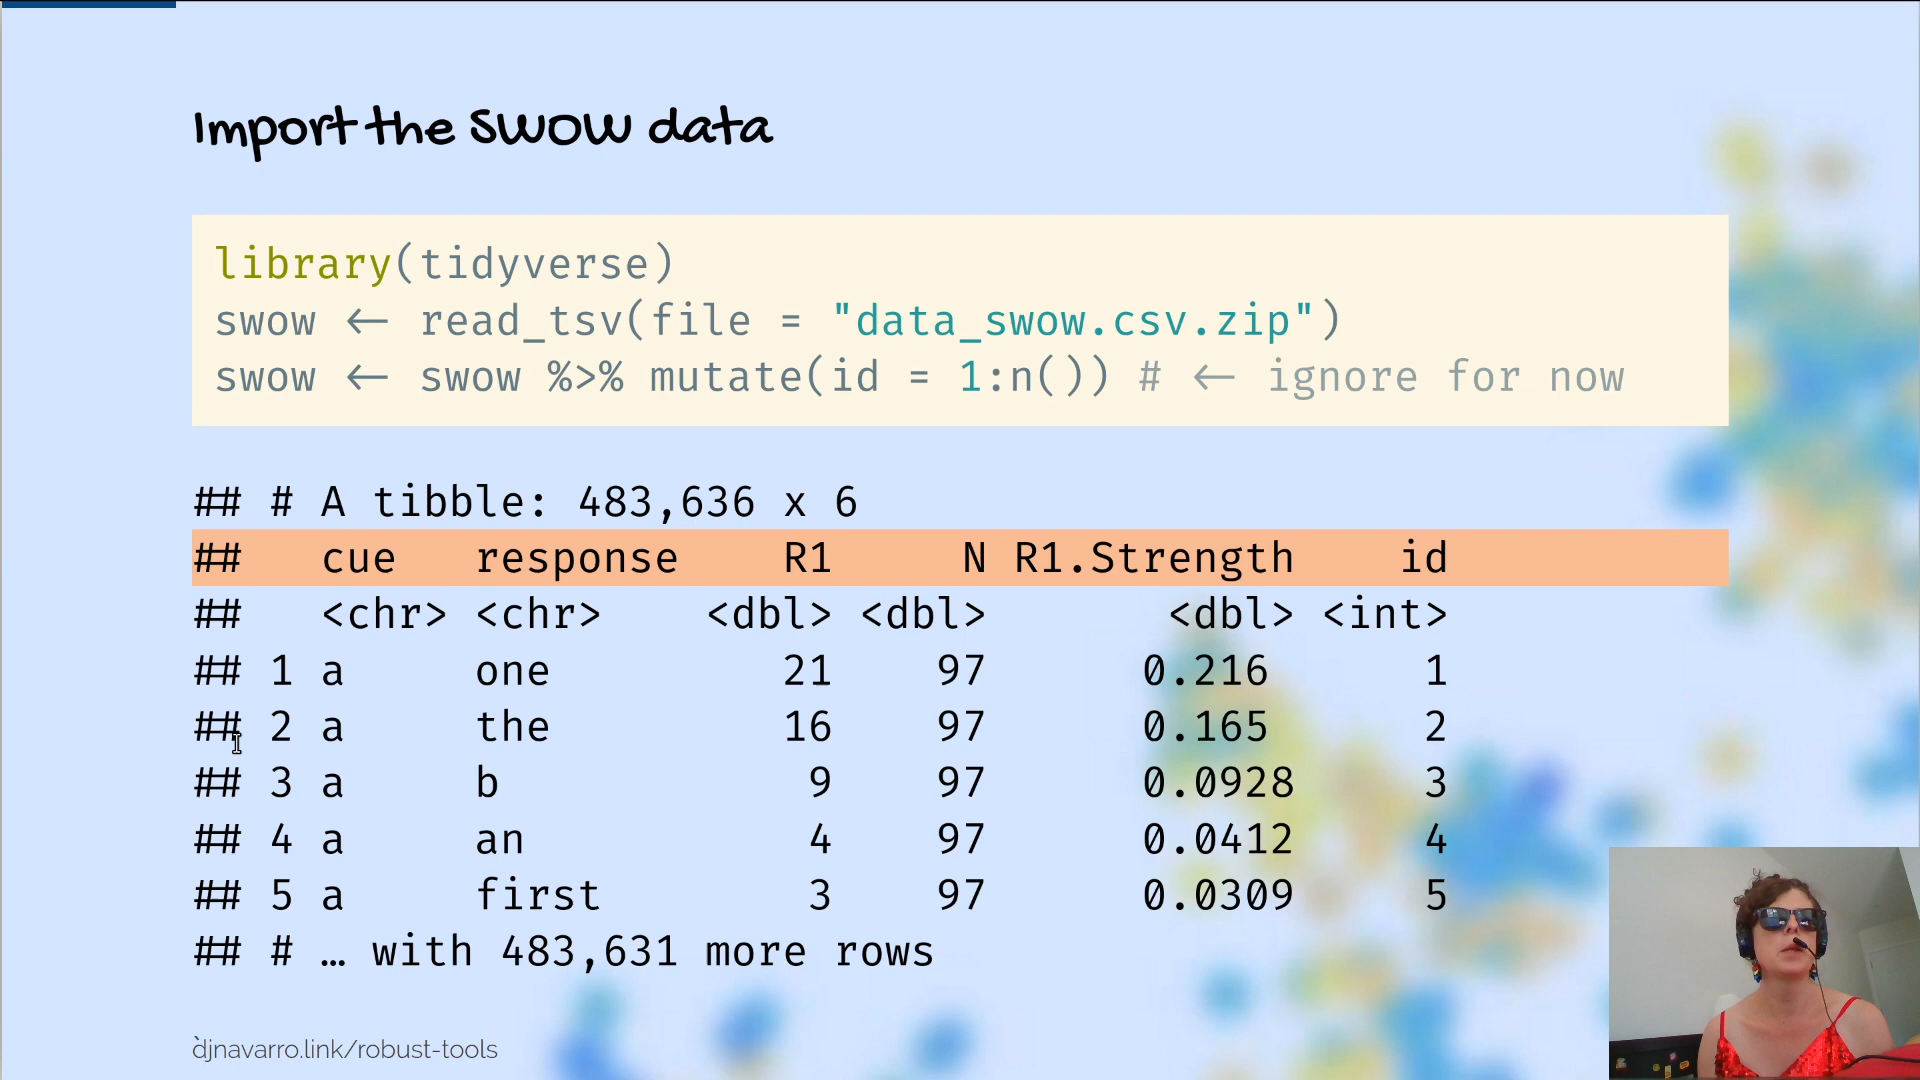 Import the SWOW data
library(tidyverse)
swow <- read_tsv(file = "data_swow.csv.zip")
swow <- swow %>% mutate(id = 1:n()) # <- ignore for now
## # A tibble: 483,636 x 6
##   cue   response    R1     N R1.Strength    id
##   <chr> <chr>    <dbl> <dbl>       <dbl> <int>
## 1 a     one         21    97      0.216      1
## 2 a     the         16    97      0.165      2
## 3 a     b            9    97      0.0928     3
## 4 a     an           4    97      0.0412     4
## 5 a     first        3    97      0.0309     5
## # … with 483,631 more rows
djnavarro.link/robust-tools